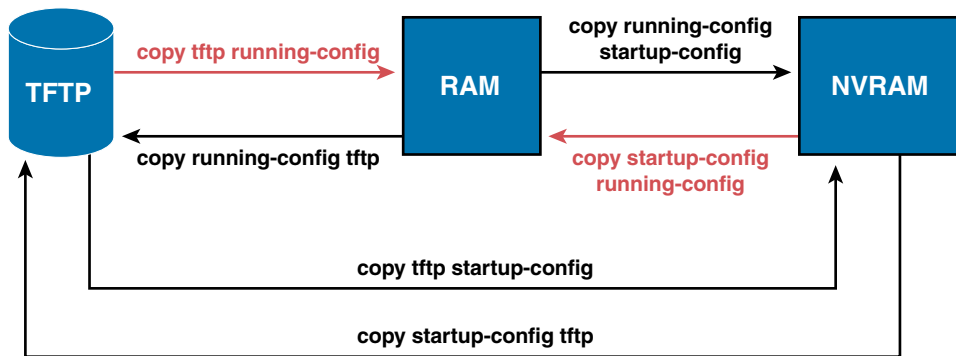 copy running-config
startup-config
copy tftp running-config
TFTP
RAM
NVRAM
copy running-config tftp
copy startup-config
running-config
copy tftp startup-config
copy startup-config tftp